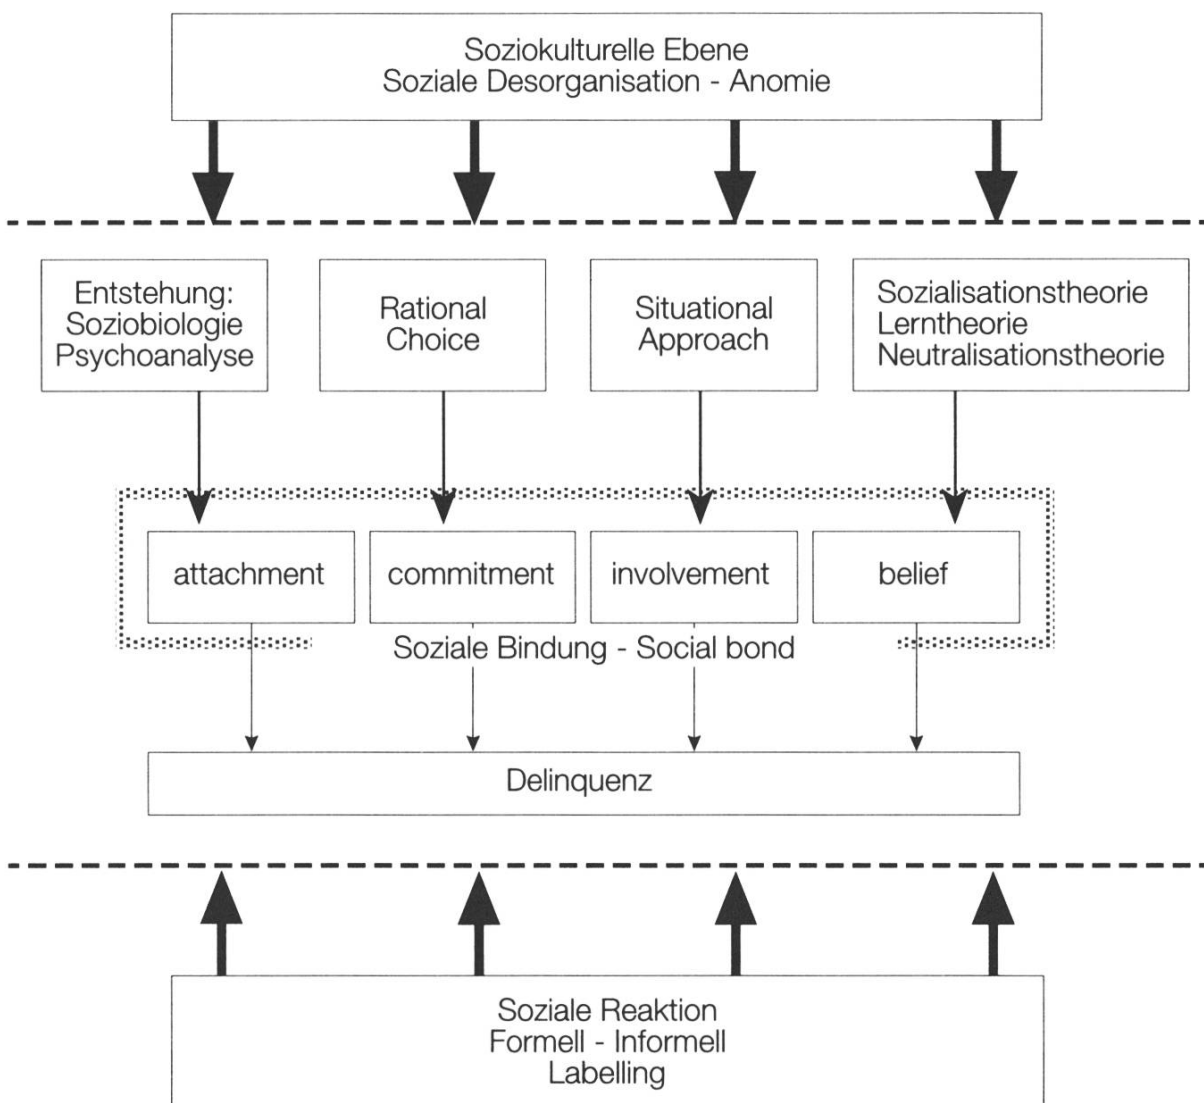 Soziokulturelle Ebene
Soziale Desorganisation - Anomie
Entstehung:
Soziobiologie
Psychoanalyse
Rational
Choice
Situational
Approach
Sozialisationstheorie
Lerntheorie
Neutralisationstheorie
attachment
commitment
involvement
belief
Soziale Bindung - Social bond
Delinquenz
Soziale Reaktion
Formell - Informell
Labelling